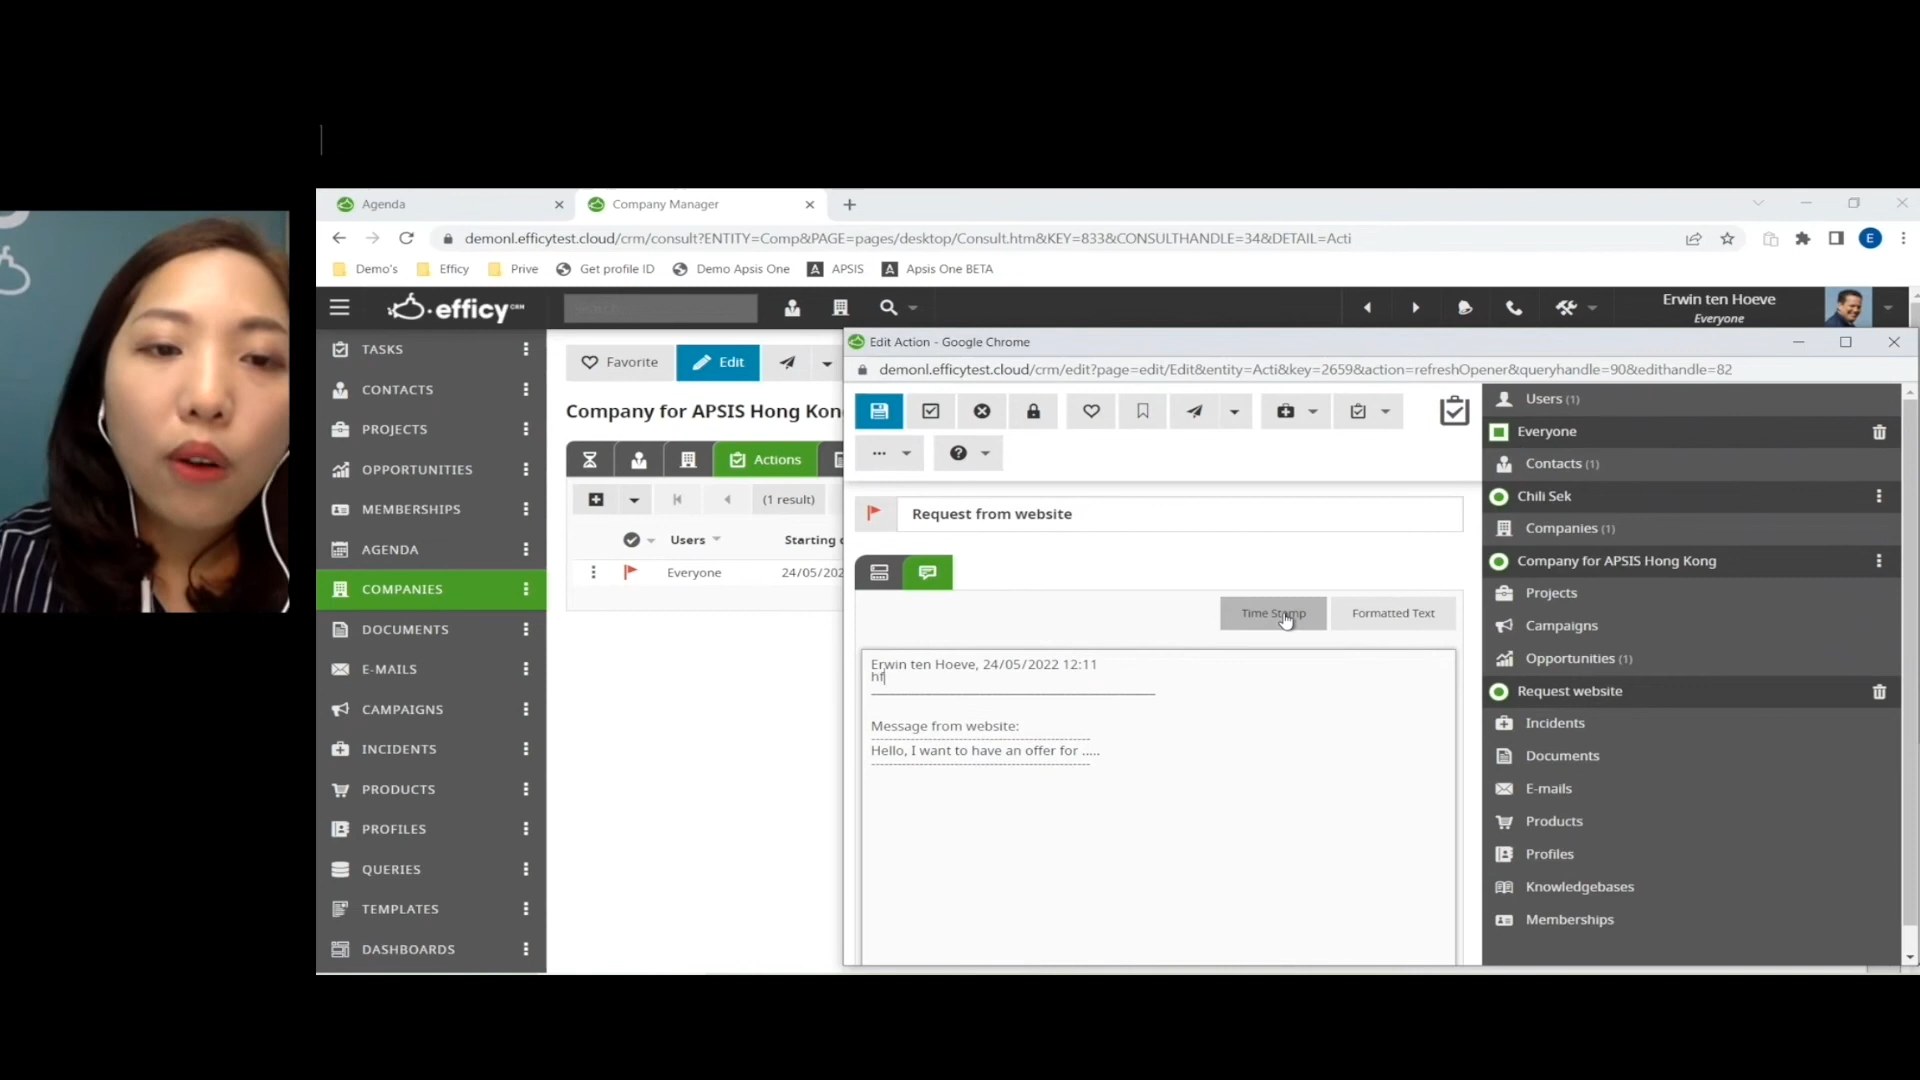 Agenda
Company Manager
demonl.efficytest.cloud/crm/consult?ENTITY=Comp&PAGE=pages/desktop/Consult.htm&KEY=833&CONSULTHANDLE=34&DETAIL=Acti
E
Demo's
Efficy
Prive
Get profile ID
Demo Apsis One
APSIS
Apsis One BETA
efficy CRM
Erwin ten Hoeve
Everyone
TASKS
CONTACTS
PROJECTS
OPPORTUNITIES
MEMBERSHIPS
AGENDA
COMPANIES
DOCUMENTS
E-MAILS
CAMPAIGNS
INCIDENTS
PRODUCTS
PROFILES
QUERIES
TEMPLATES
DASHBOARDS
Favorite
Edit
Company for APSIS Hong Kon
Actions
(1 result)
Users
Starting
Everyone
24/05/202
Edit Action - Google Chrome
demonl.efficytest.cloud/crm/edit?page=edit/Edit&entity=Acti&key=2659&action=refreshOpener&queryhandle=90&edithandle=82
Request from website
Time Stamp
Formatted Text
Erwin ten Hoeve, 24/05/2022 12:11
hf
Message from website:
Hello, I want to have an offer for .....
Users (1)
Everyone
Contacts (1)
Chili Sek
Companies (1)
Company for APSIS Hong Kong
Projects
Campaigns
Opportunities (1)
Request website
Incidents
Documents
E-mails
Products
Profiles
Knowledgebases
Memberships